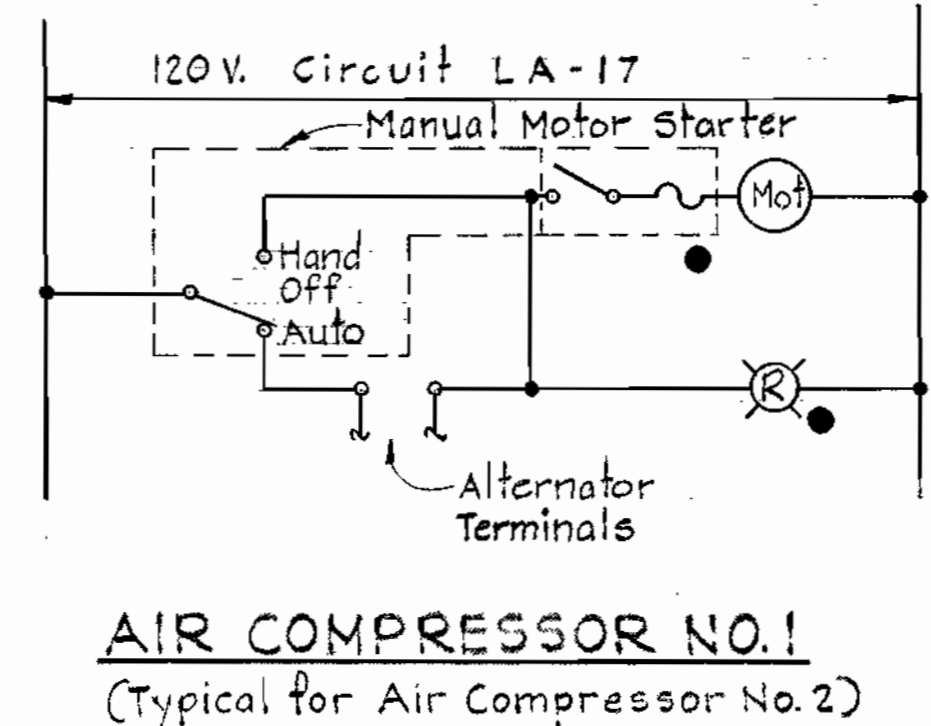 120 V. Circuit LA-17
Manual Motor Starter
Mot
Hand
Off
Auto
R
Alternator
Terminals
AIR COMPRESSOR NO. 1
(Typical for Air Compressor No. 2)